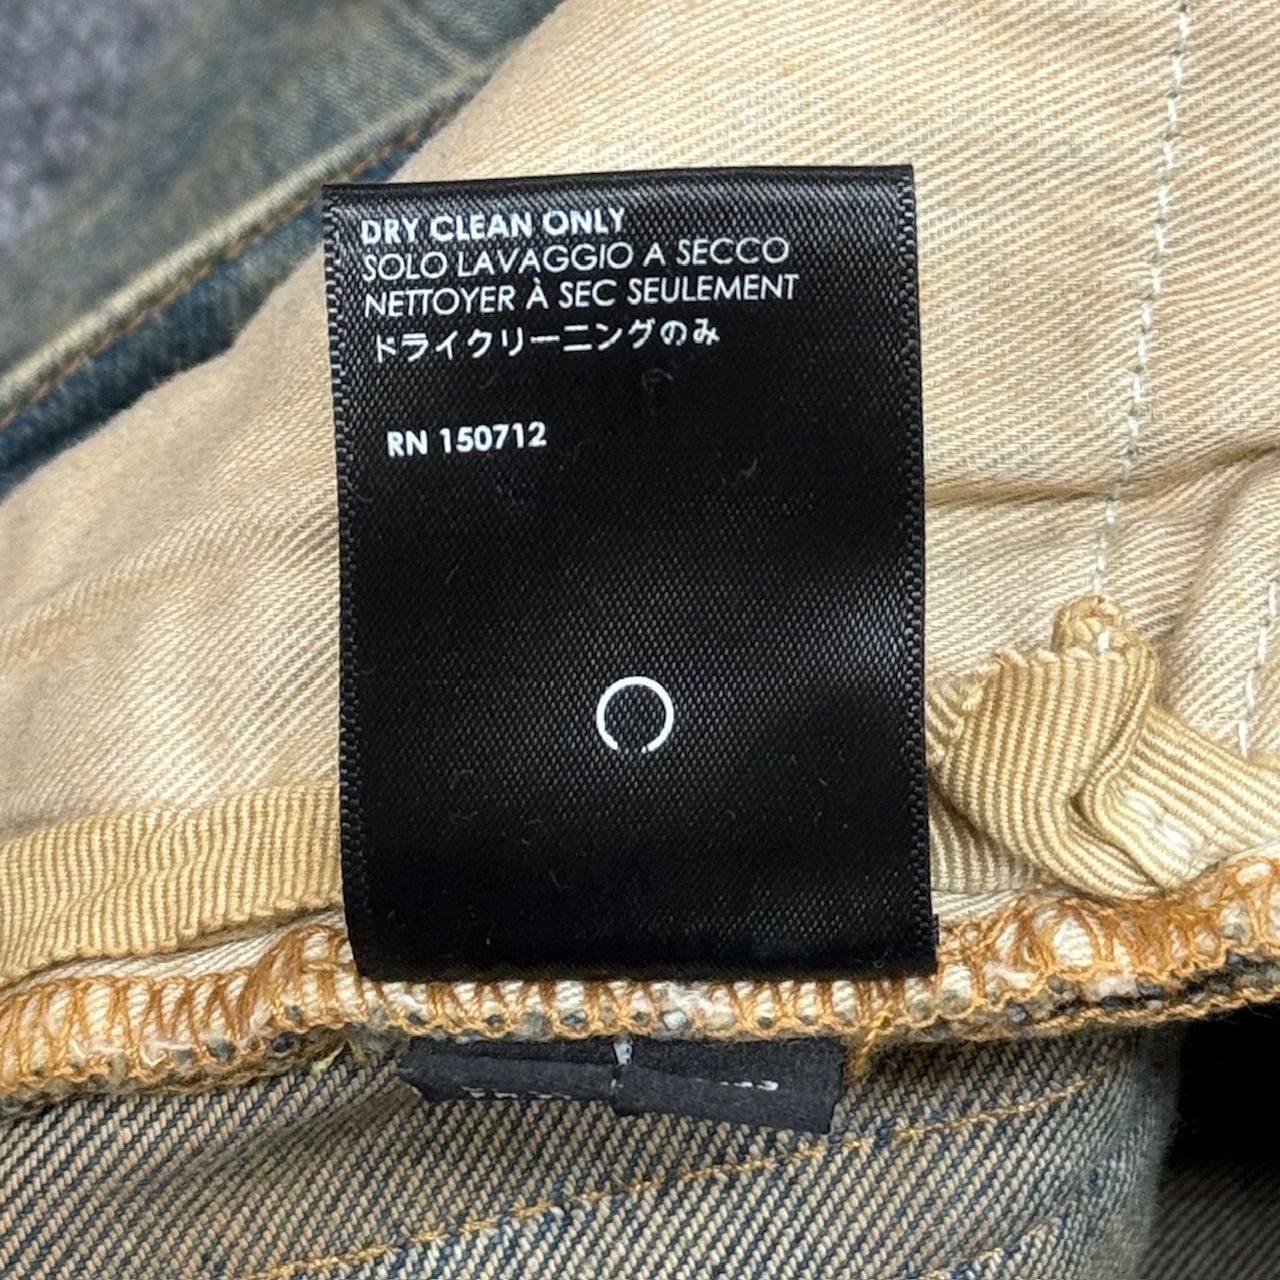 DRY CLEAN ONLY
SOLO LAVAGGIO A SECCO
NETTOYER À SEC SEULEMENT
ドライクリーニングのみ
RN 150712